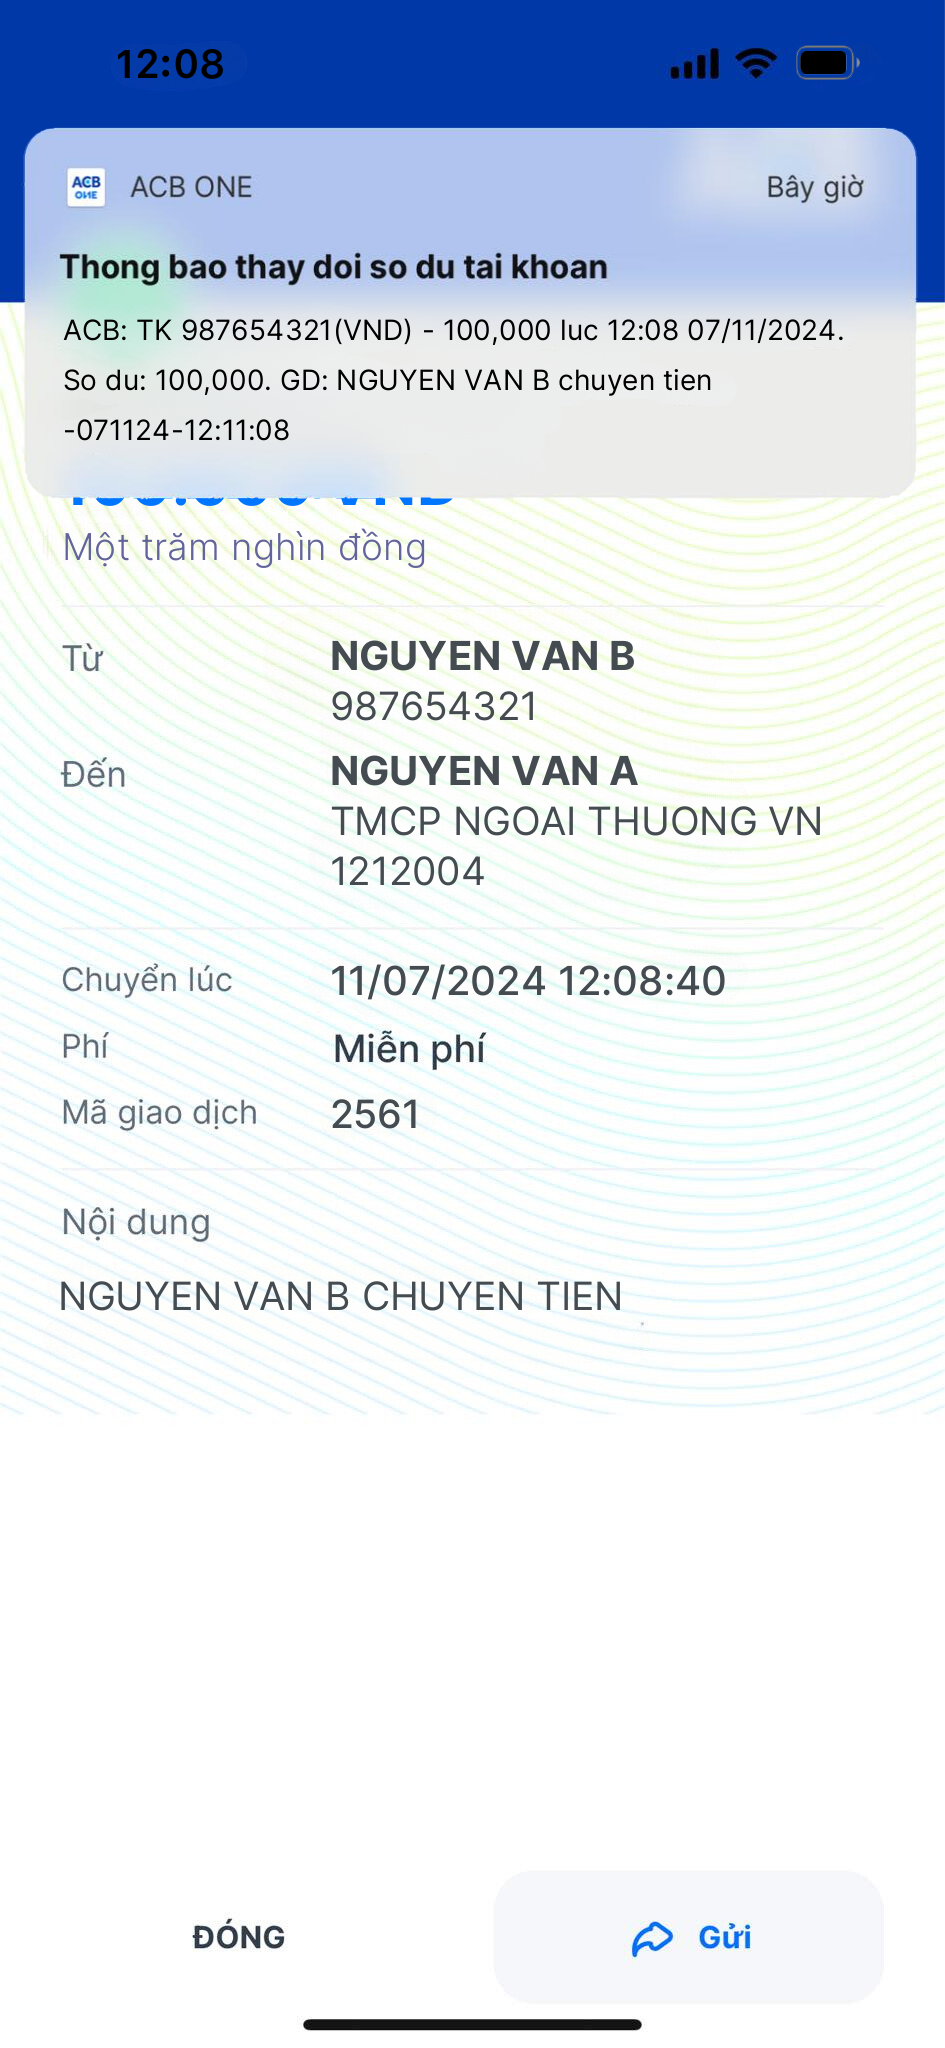 12:08
ACB ONE
ACB ONE
Bây giờ
Thong bao thay doi so du tai khoan
ACB: TK 987654321(VND) - 100,000 luc 12:08 07/11/2024.
So du: 100,000. GD: NGUYEN VAN B chuyen tien
-071124-12:11:08
Một trăm nghìn đồng
Từ
NGUYEN VAN B
987654321
Đến
NGUYEN VAN A
TMCP NGOAI THUONG VN
1212004
Chuyển lúc
11/07/2024 12:08:40
Phí
Miễn phí
Mã giao dịch
2561
Nội dung
NGUYEN VAN B CHUYEN TIEN
ĐÓNG
Gửi